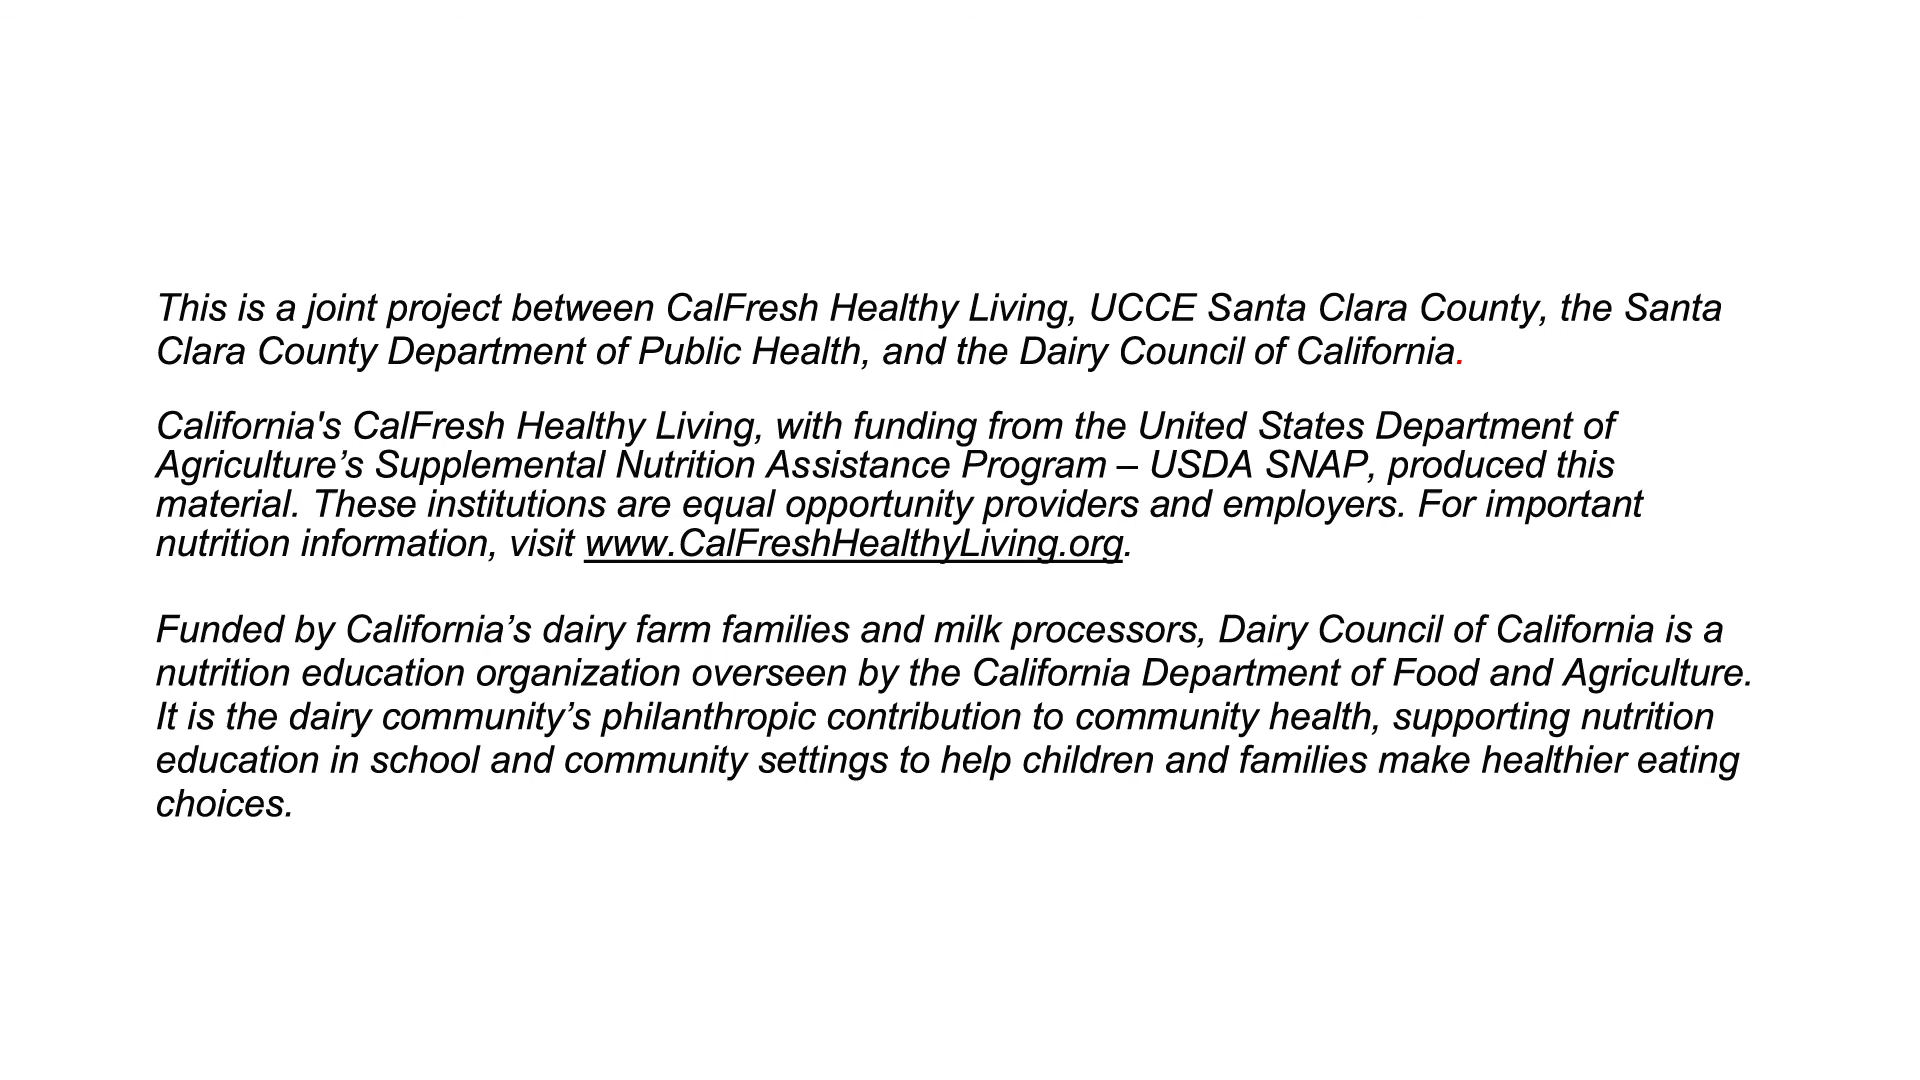 This is a joint project between CalFresh Healthy Living, UCCE Santa Clara County, the Santa
Clara County Department of Public Health, and the Dairy Council of California.
California's CalFresh Healthy Living, with funding from the United States Department of
Agriculture’s Supplemental Nutrition Assistance Program – USDA SNAP, produced this
material. These institutions are equal opportunity providers and employers. For important
nutrition information, visit www.CalFreshHealthyLiving.org.
Funded by California’s dairy farm families and milk processors, Dairy Council of California is a
nutrition education organization overseen by the California Department of Food and Agriculture.
It is the dairy community’s philanthropic contribution to community health, supporting nutrition
education in school and community settings to help children and families make healthier eating
choices.